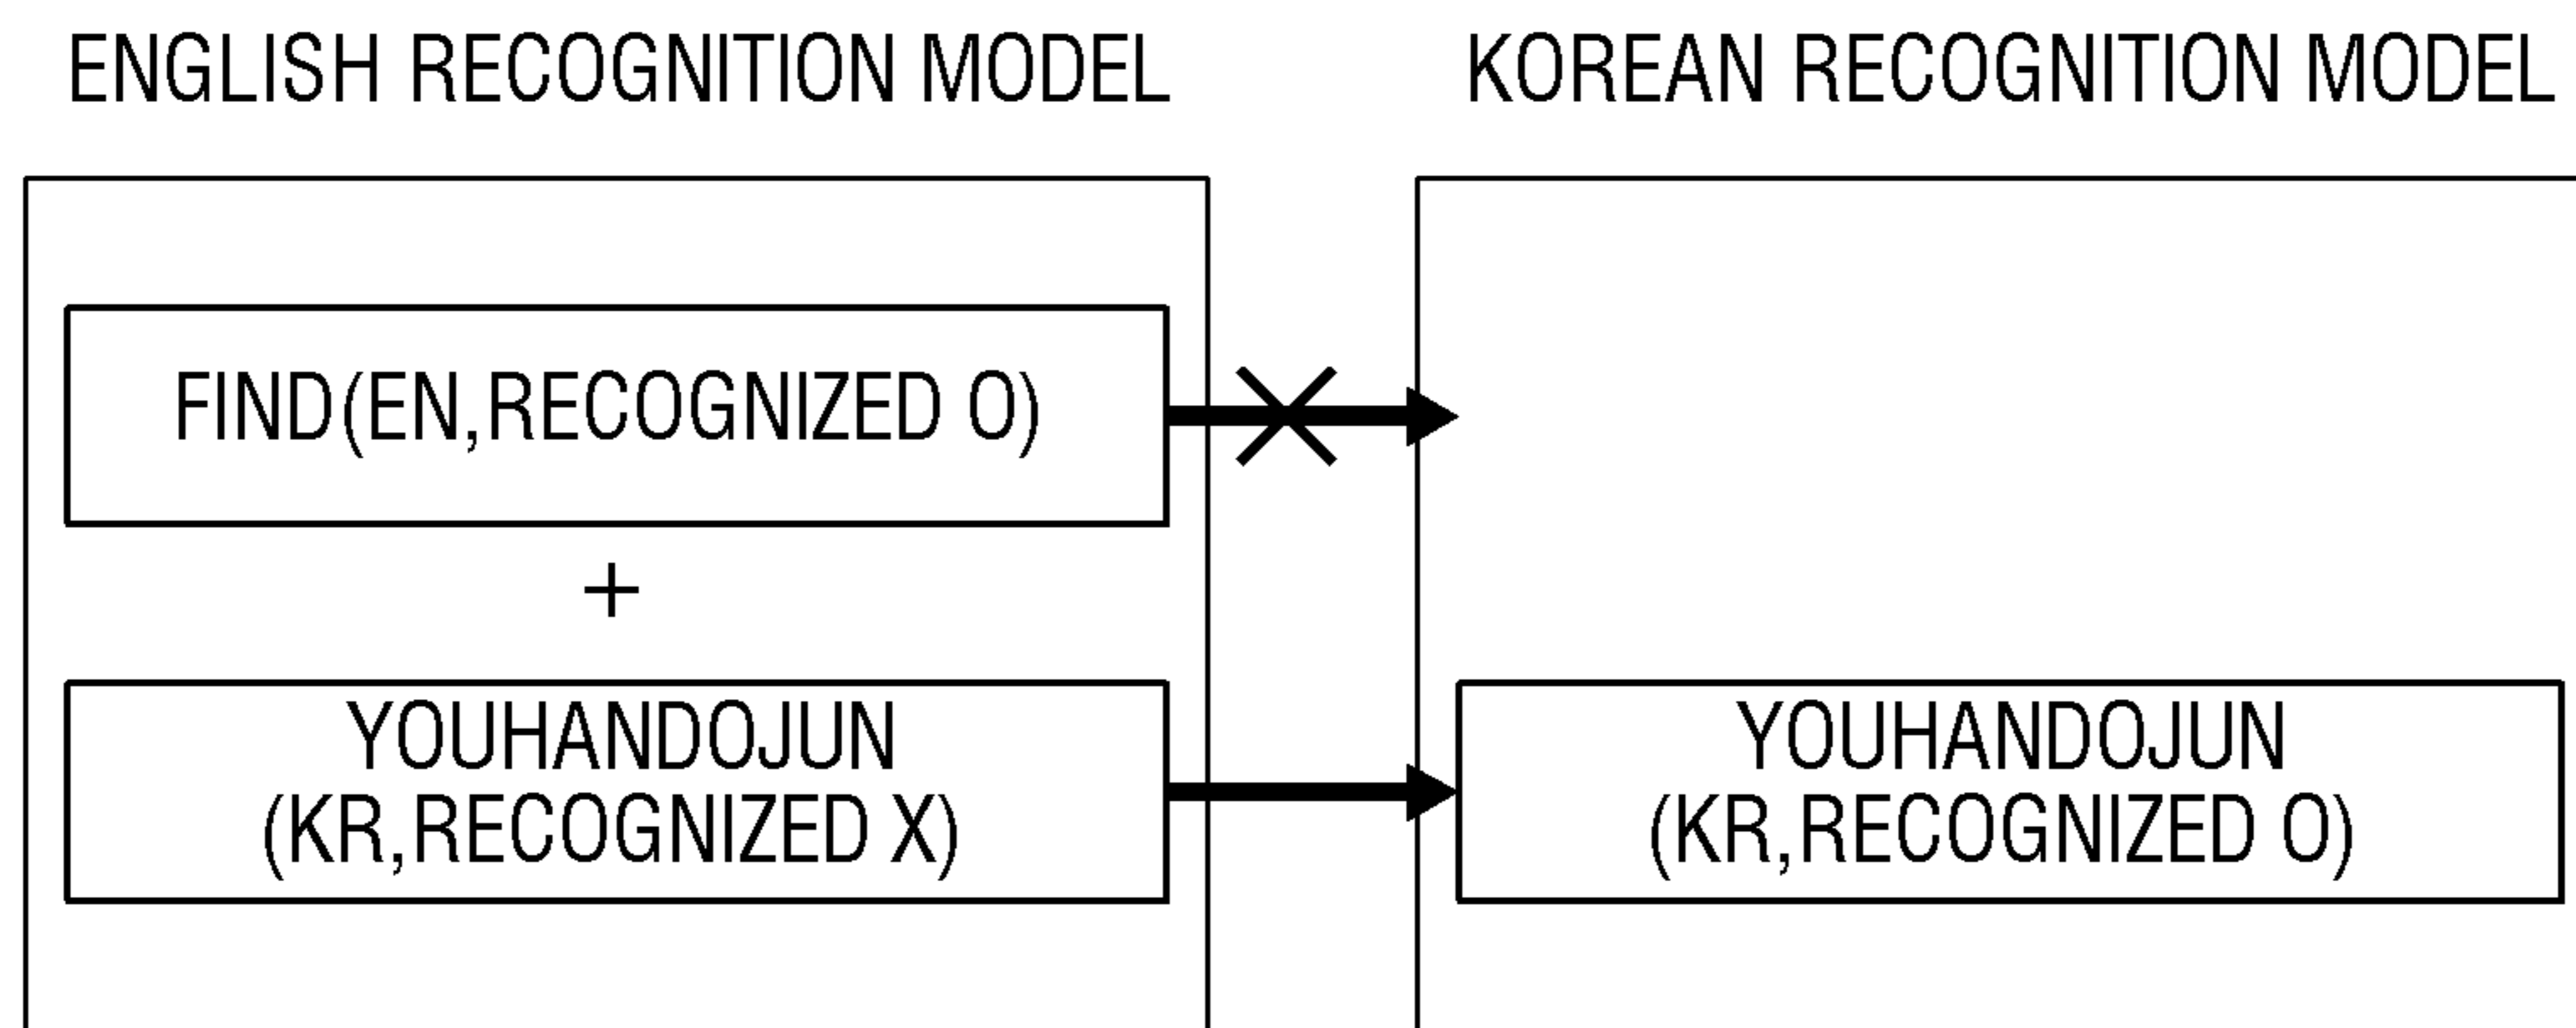 ENGLISH RECOGNITION MODEL
KOREAN RECOGNITION MODEL
FIND(EN,RECOGNIZED O)
+
YOUHANDOJUN
(KR,RECOGNIZED X)
YOUHANDOJUN
(KR,RECOGNIZED O)